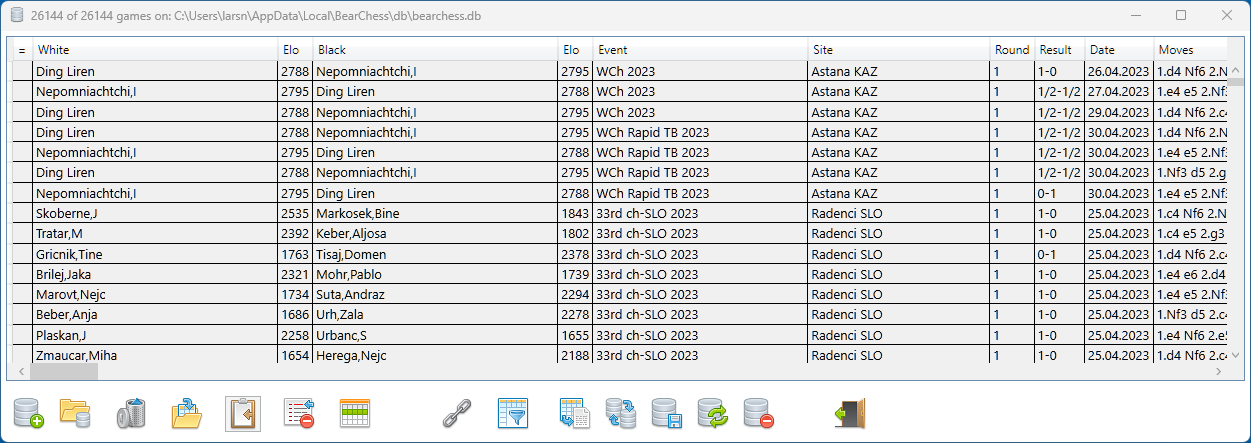 26144 of 26144 games on: C:\Users\larsn\AppData\Local\BearChess\db\bearchess.db
= White Elo Black Elo Event Site Round Result Date Moves
Ding Liren 2788 Nepomniachtchi,I 2795 WCh 2023 Astana KAZ 1 1-0 26.04.2023 1.d4 Nf6 2.N
Nepomniachtchi,I 2795 Ding Liren 2788 WCh 2023 Astana KAZ 1 1/2-1/2 27.04.2023 1.e4 e5 2.Nf3
Ding Liren 2788 Nepomniachtchi,I 2795 WCh 2023 Astana KAZ 1 1/2-1/2 29.04.2023 1.d4 Nf6 2.c4
Ding Liren 2788 Nepomniachtchi,I 2795 WCh Rapid TB 2023 Astana KAZ 1 1/2-1/2 30.04.2023 1.d4 Nf6 2.N
Nepomniachtchi,I 2795 Ding Liren 2788 WCh Rapid TB 2023 Astana KAZ 1 1/2-1/2 30.04.2023 1.e4 e5 2.Nf3
Ding Liren 2788 Nepomniachtchi,I 2795 WCh Rapid TB 2023 Astana KAZ 1 1/2-1/2 30.04.2023 1.Nf3 d5 2.g
Nepomniachtchi,I 2795 Ding Liren 2788 WCh Rapid TB 2023 Astana KAZ 1 0-1 30.04.2023 1.e4 e5 2.Nf3
Skoberne,J 2535 Markosek,Bine 1843 33rd ch-SLO 2023 Radenci SLO 1 1-0 25.04.2023 1.c4 Nf6 2.N
Tratar,M 2392 Keber,Aljosa 1802 33rd ch-SLO 2023 Radenci SLO 1 1-0 25.04.2023 1.c4 e5 2.g3
Gricnik,Tine 1763 Tisaj,Domen 2378 33rd ch-SLO 2023 Radenci SLO 1 0-1 25.04.2023 1.d4 Nf6 2.c4
Brilej,Jaka 2321 Mohr,Pablo 1739 33rd ch-SLO 2023 Radenci SLO 1 1-0 25.04.2023 1.e4 e6 2.d4
Marovt,Nejc 1734 Suta,Andraz 2294 33rd ch-SLO 2023 Radenci SLO 1 1-0 25.04.2023 1.e4 e5 2.Nf3
Beber,Anja 1686 Urh,Zala 2278 33rd ch-SLO 2023 Radenci SLO 1 1-0 25.04.2023 1.Nf3 d5 2.c4
Plaskan,J 2258 Urbanc,S 1655 33rd ch-SLO 2023 Radenci SLO 1 1-0 25.04.2023 1.e4 Nf6 2.e5
Zmaucar,Miha 1654 Herega,Nejc 2188 33rd ch-SLO 2023 Radenci SLO 1 1-0 25.04.2023 1.d4 Nf6 2.c4